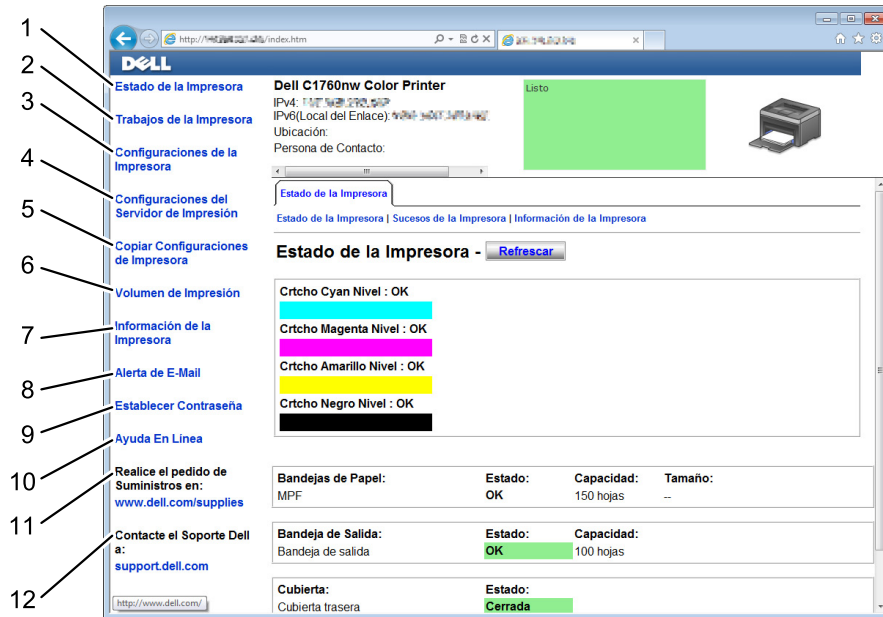 1
2
3
4
5
6
7
8
9
10
11
12
http:// /index.htm
DELL
Estado de la Impresora
Trabajos de la Impresora
Configuraciones de la
Impresora
Configuraciones del
Servidor de Impresión
Copiar Configuraciones
de Impresora
Volumen de Impresión
Información de la
Impresora
Alerta de E-Mail
Establecer Contraseña
Ayuda En Línea
Realice el pedido de
Suministros en:
www.dell.com/supplies
Contacte el Soporte Dell
a:
support.dell.com
http://www.dell.com/
Dell C1760nw Color Printer
IPv4:
IPv6(Local del Enlace):
Ubicación:
Persona de Contacto:
Listo
Estado de la Impresora
Estado de la Impresora | Sucesos de la Impresora | Información de la Impresora
Estado de la Impresora - Refrescar
Crtcho Cyan Nivel : OK
Crtcho Magenta Nivel : OK
Crtcho Amarillo Nivel : OK
Crtcho Negro Nivel : OK
Bandejas de Papel: Estado: Capacidad: Tamaño:
MPF OK 150 hojas --
Bandeja de Salida: Estado: Capacidad:
Bandeja de salida OK 100 hojas
Cubierta: Estado:
Cubierta trasera Cerrada